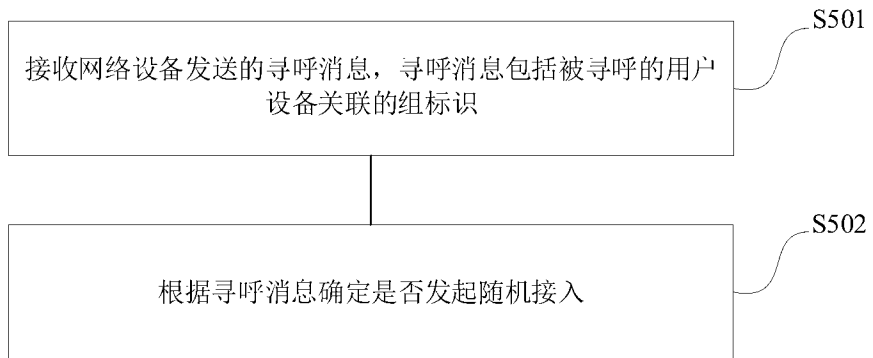 S501
接收网络设备发送的寻呼消息，寻呼消息包括被寻呼的用户
设备关联的组标识
S502
根据寻呼消息确定是否发起随机接入